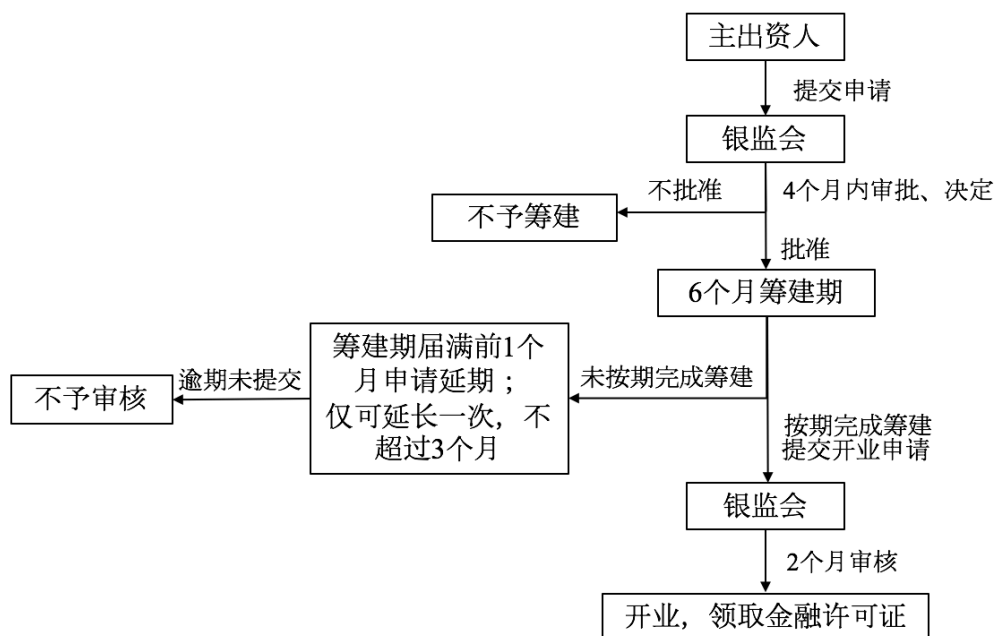 主出资人
提交申请
银监会
不批准
4个月内审批、决定
不予筹建
批准
6个月筹建期
筹建期届满前1个
月申请延期；
仅可延长一次，不
超过3个月
未按期完成筹建
逾期未提交
不予审核
按期完成筹建
提交开业申请
银监会
2个月审核
开业，领取金融许可证